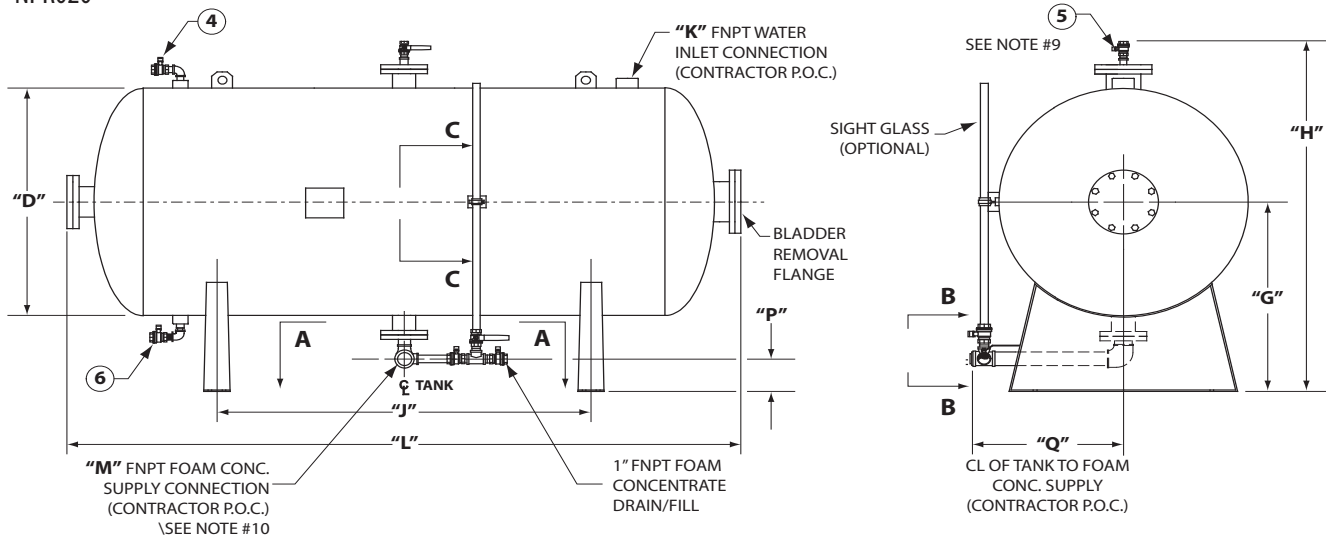 4
"K" FNPT WATER
INLET CONNECTION
(CONTRACTOR P.O.C.)
5
SEE NOTE #9
SIGHT GLASS
(OPTIONAL)
"H"
C
"D"
BLADDER
REMOVAL
FLANGE
C
"G"
"P"
B
A
A
6
℄ TANK
B
"J"
"L"
"Q"
"M" FNPT FOAM CONC.
SUPPLY CONNECTION
(CONTRACTOR P.O.C.)
\SEE NOTE #10
1" FNPT FOAM
CONCENTRATE
DRAIN/FILL
CL OF TANK TO FOAM
CONC. SUPPLY
(CONTRACTOR P.O.C.)